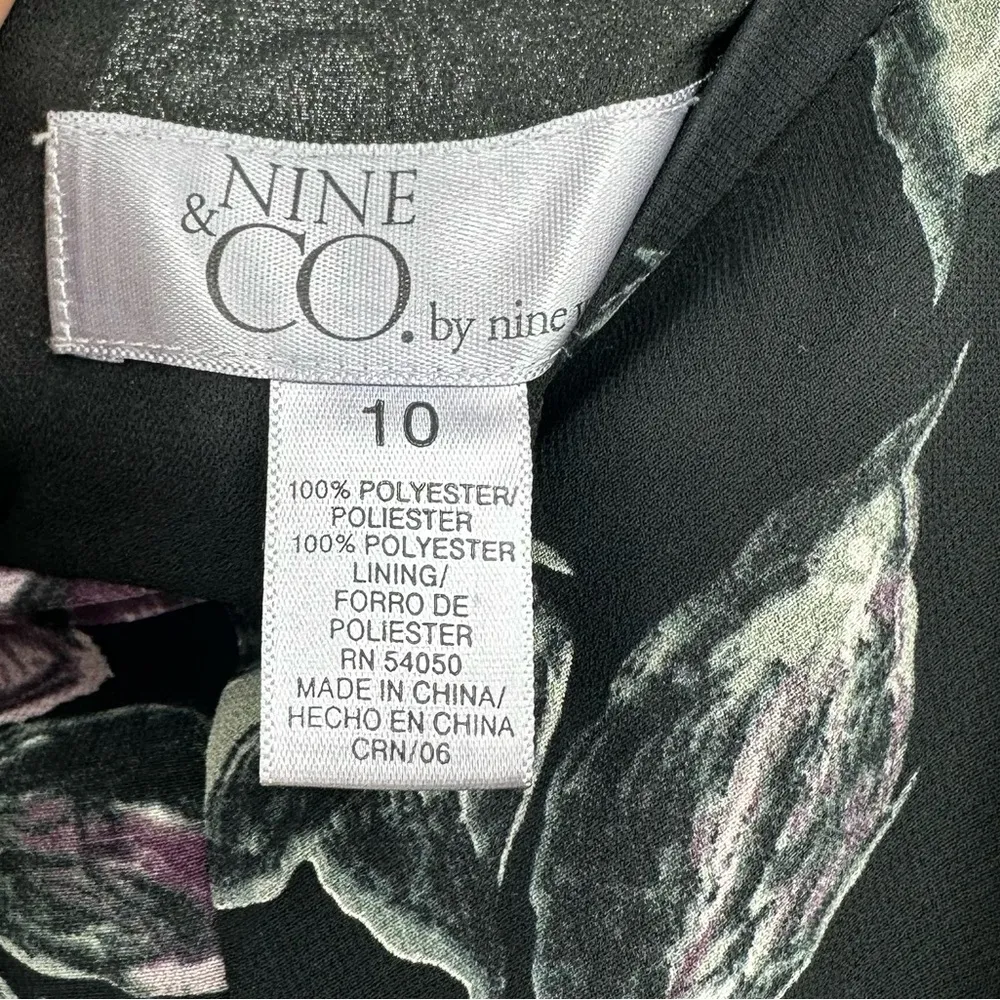 NINE
& CO. by nine
10
100% POLYESTER/
POLIESTER
100% POLYESTER
LINING/
FORRO DE
POLIESTER
RN 54050
MADE IN CHINA/
HECHO EN CHINA
CRN/06